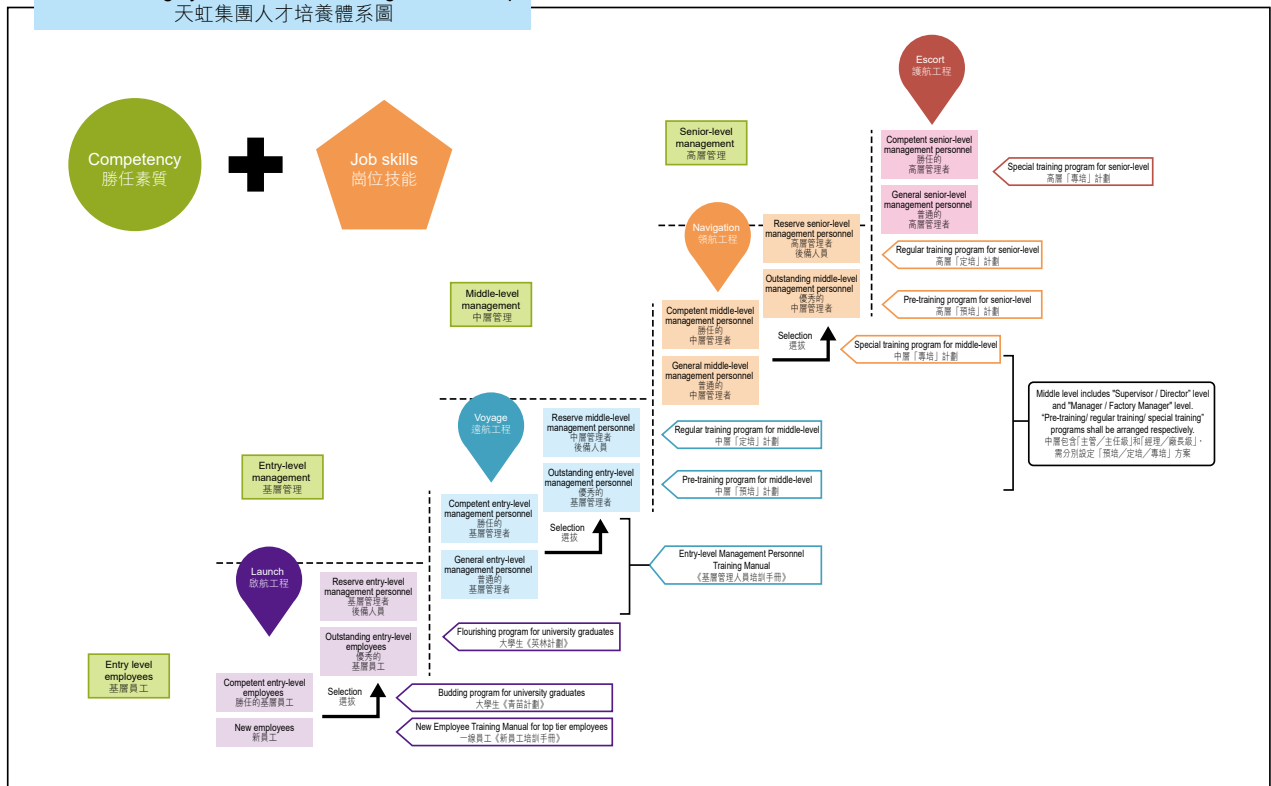 天虹集團人才培養體系圖
Competency
勝任素質
Job skills
崗位技能
Escort
護航工程
Senior-level
management
高層管理
Competent senior-level
management personnel
勝任的
高層管理者
Special training program for senior-level
高層「專培」計劃
General senior-level
management personnel
普通的
高層管理者
Navigation
領航工程
Reserve senior-level
management personnel
高層管理者
後備人員
Regular training program for senior-level
高層「定培」計劃
Outstanding middle-level
management personnel
優秀的
中層管理者
Pre-training program for senior-level
高層「預培」計劃
Middle-level
management
中層管理
Competent middle-level
management personnel
勝任的
中層管理者
Selection
選拔
Special training program for middle-level
中層「專培」計劃
General middle-level
management personnel
普通的
中層管理者
Middle level includes "Supervisor / Director" level
and "Manager / Factory Manager" level.
"Pre-training/ regular training/ special training"
programs shall be arranged respectively.
中層包含「主管／主任級」和「經理／廠長級」，
需分別設定「預培／定培／專培」方案
Voyage
遠航工程
Reserve middle-level
management personnel
中層管理者
後備人員
Regular training program for middle-level
中層「定培」計劃
Outstanding entry-level
management personnel
優秀的
基層管理者
Pre-training program for middle-level
中層「預培」計劃
Entry-level
management
基層管理
Competent entry-level
management personnel
勝任的
基層管理者
Selection
選拔
General entry-level
management personnel
普通的
基層管理者
Entry-level Management Personnel
Training Manual
《基層管理人員培訓手冊》
Launch
啟航工程
Reserve entry-level
management personnel
基層管理者
後備人員
Flourishing program for university graduates
大學生《英林計劃》
Outstanding entry-level
employees
優秀的
基層員工
Entry level
employees
基層員工
Competent entry-level
employees
勝任的基層員工
Selection
選拔
Budding program for university graduates
大學生《青苗計劃》
New employees
新員工
New Employee Training Manual for top tier employees
一線員工《新員工培訓手冊》